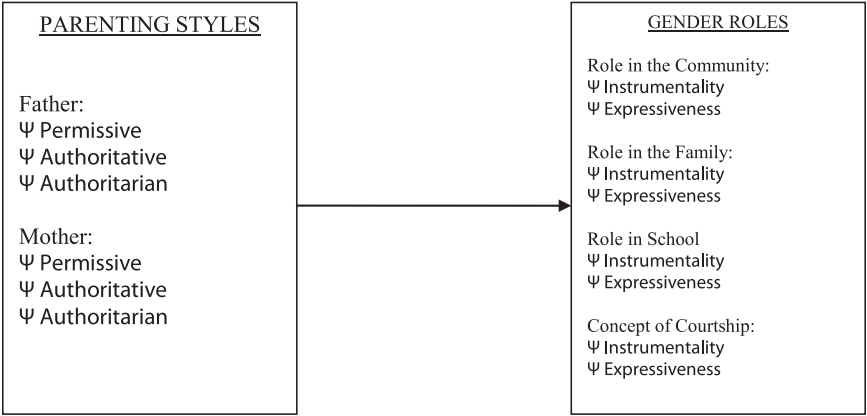 PARENTING STYLES
Father:
Ψ Permissive
Ψ Authoritative
Ψ Authoritarian
Mother:
Ψ Permissive
Ψ Authoritative
Ψ Authoritarian
GENDER ROLES
Role in the Community:
Ψ Instrumentality
Ψ Expressiveness
Role in the Family:
Ψ Instrumentality
Ψ Expressiveness
Role in School
Ψ Instrumentality
Ψ Expressiveness
Concept of Courtship:
Ψ Instrumentality
Ψ Expressiveness